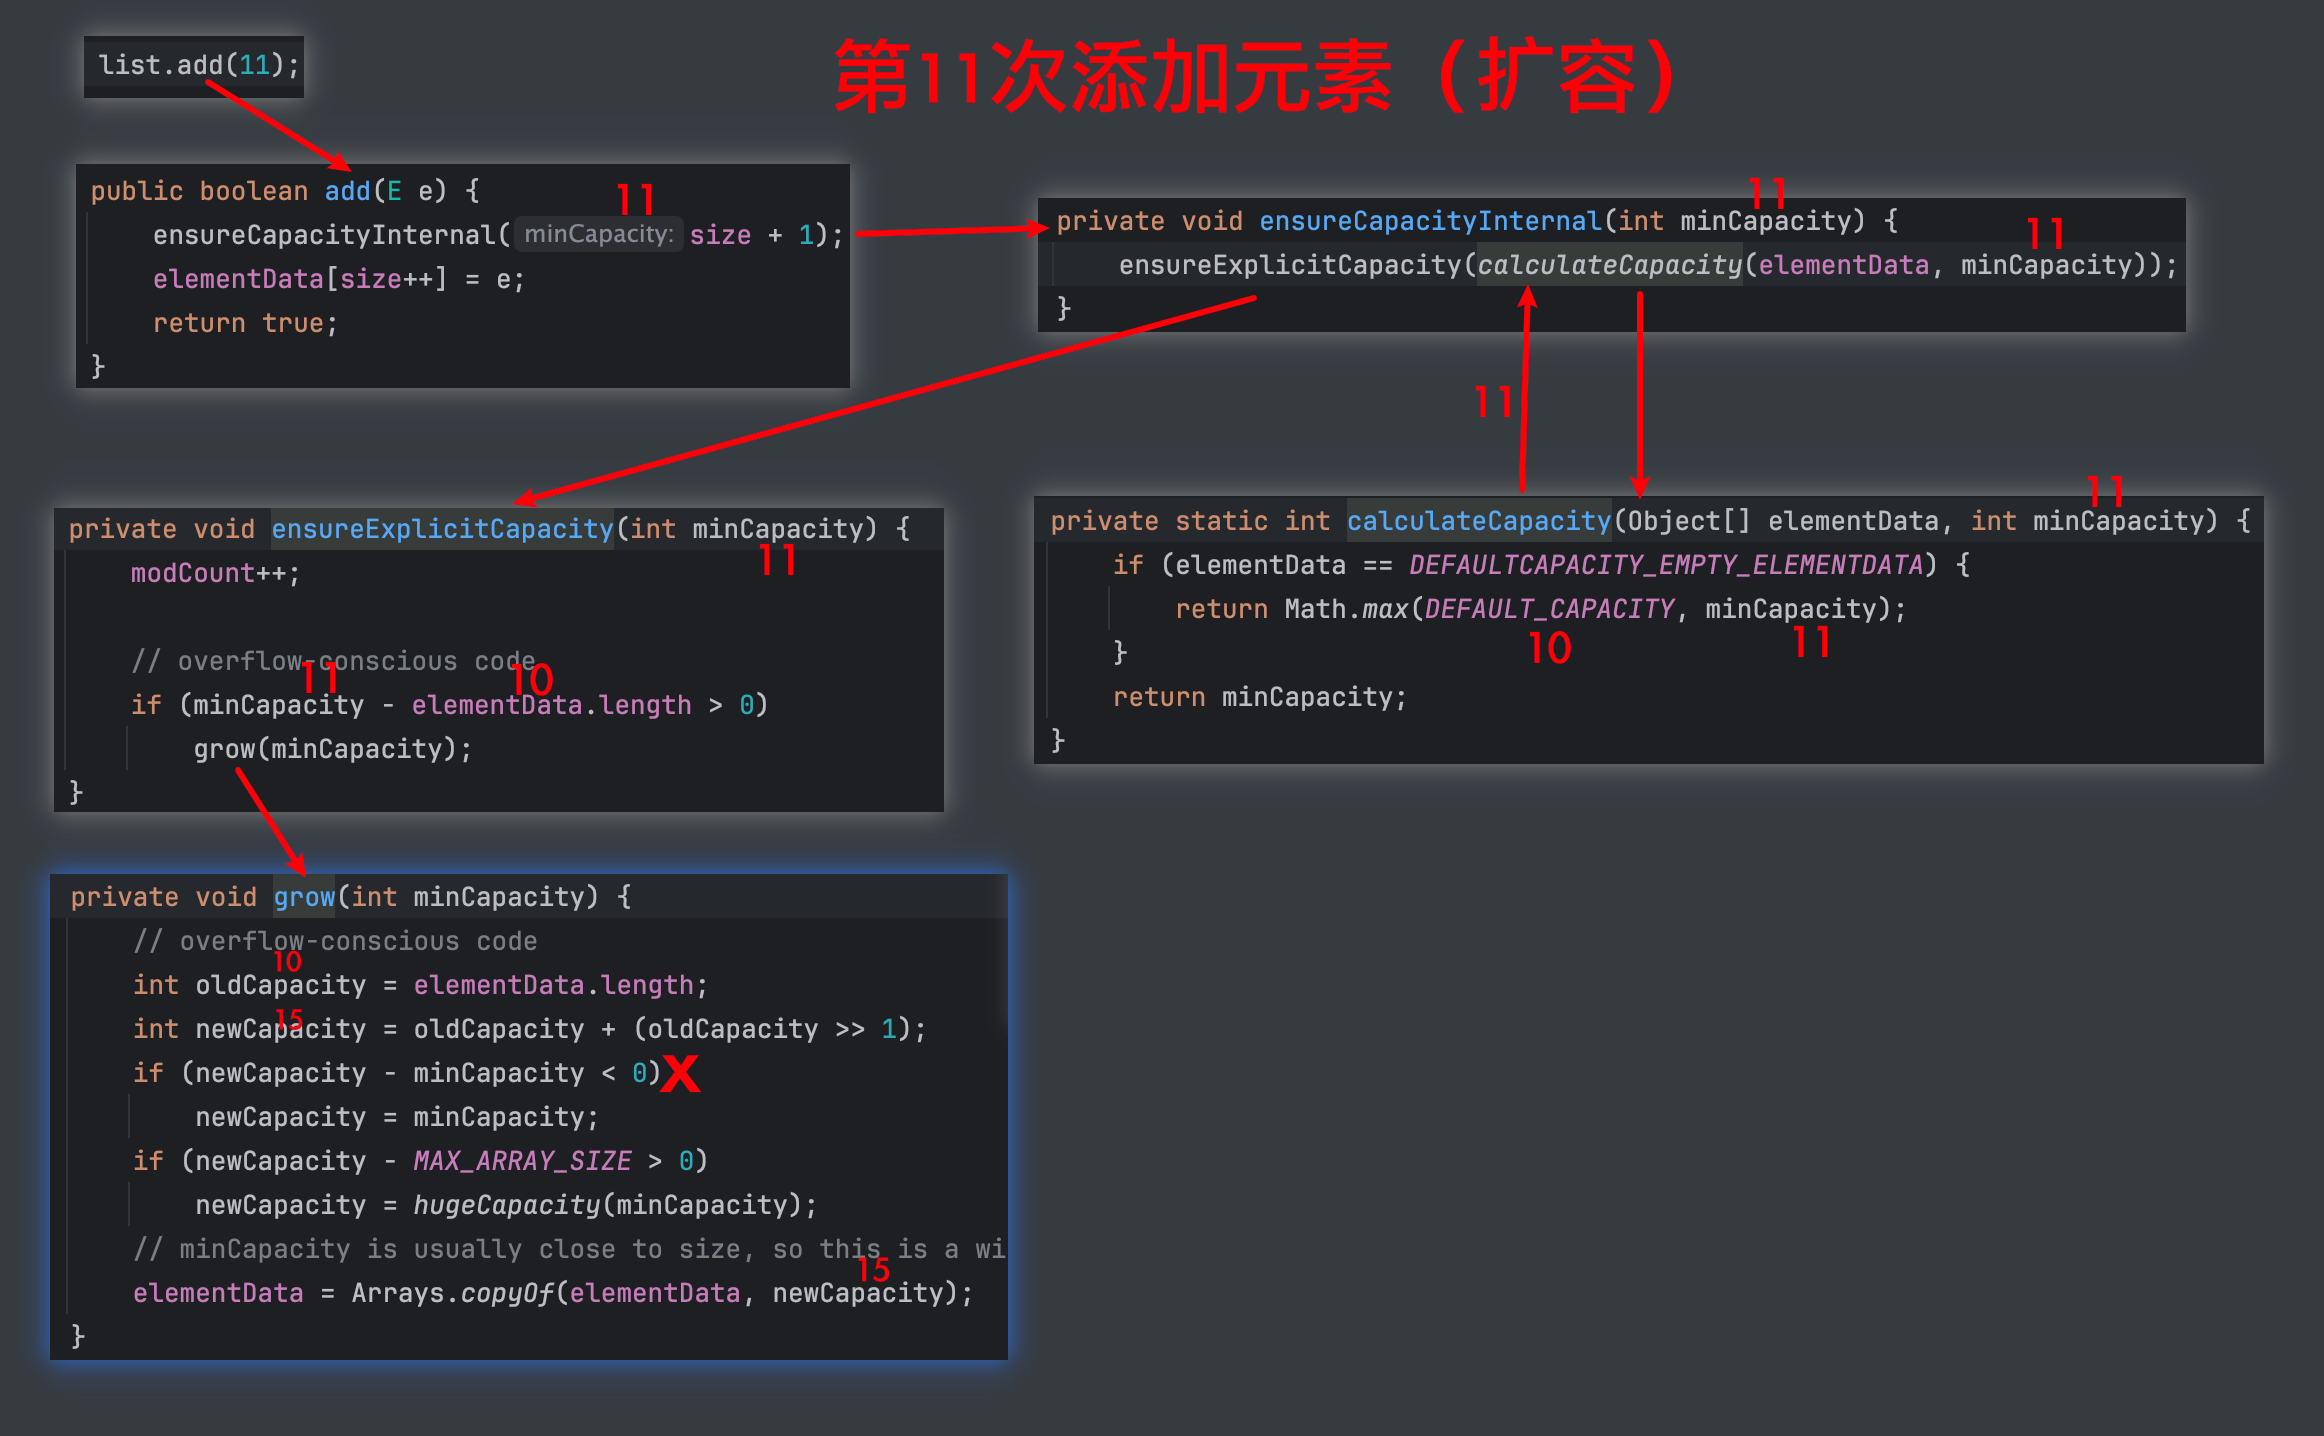 第11次添加元素（扩容）
list.add(11);
public boolean add(E e) {
11
ensureCapacityInternal( minCapacity: size + 1);
elementData[size++] = e;
return true;
}
11
private void ensureCapacityInternal(int minCapacity) {
11
ensureExplicitCapacity(calculateCapacity(elementData, minCapacity));
}
11
private void ensureExplicitCapacity(int minCapacity) {
11
modCount++;
// overflow-conscious code
11 10
if (minCapacity - elementData.length > 0)
grow(minCapacity);
}
11
private static int calculateCapacity(Object[] elementData, int minCapacity) {
if (elementData == DEFAULTCAPACITY_EMPTY_ELEMENTDATA) {
return Math.max(DEFAULT_CAPACITY, minCapacity);
10 11
}
return minCapacity;
}
private void grow(int minCapacity) {
// overflow-conscious code
10
int oldCapacity = elementData.length;
15
int newCapacity = oldCapacity + (oldCapacity >> 1);
if (newCapacity - minCapacity < 0) X
newCapacity = minCapacity;
if (newCapacity - MAX_ARRAY_SIZE > 0)
newCapacity = hugeCapacity(minCapacity);
// minCapacity is usually close to size, so this is a wi
15
elementData = Arrays.copyOf(elementData, newCapacity);
}